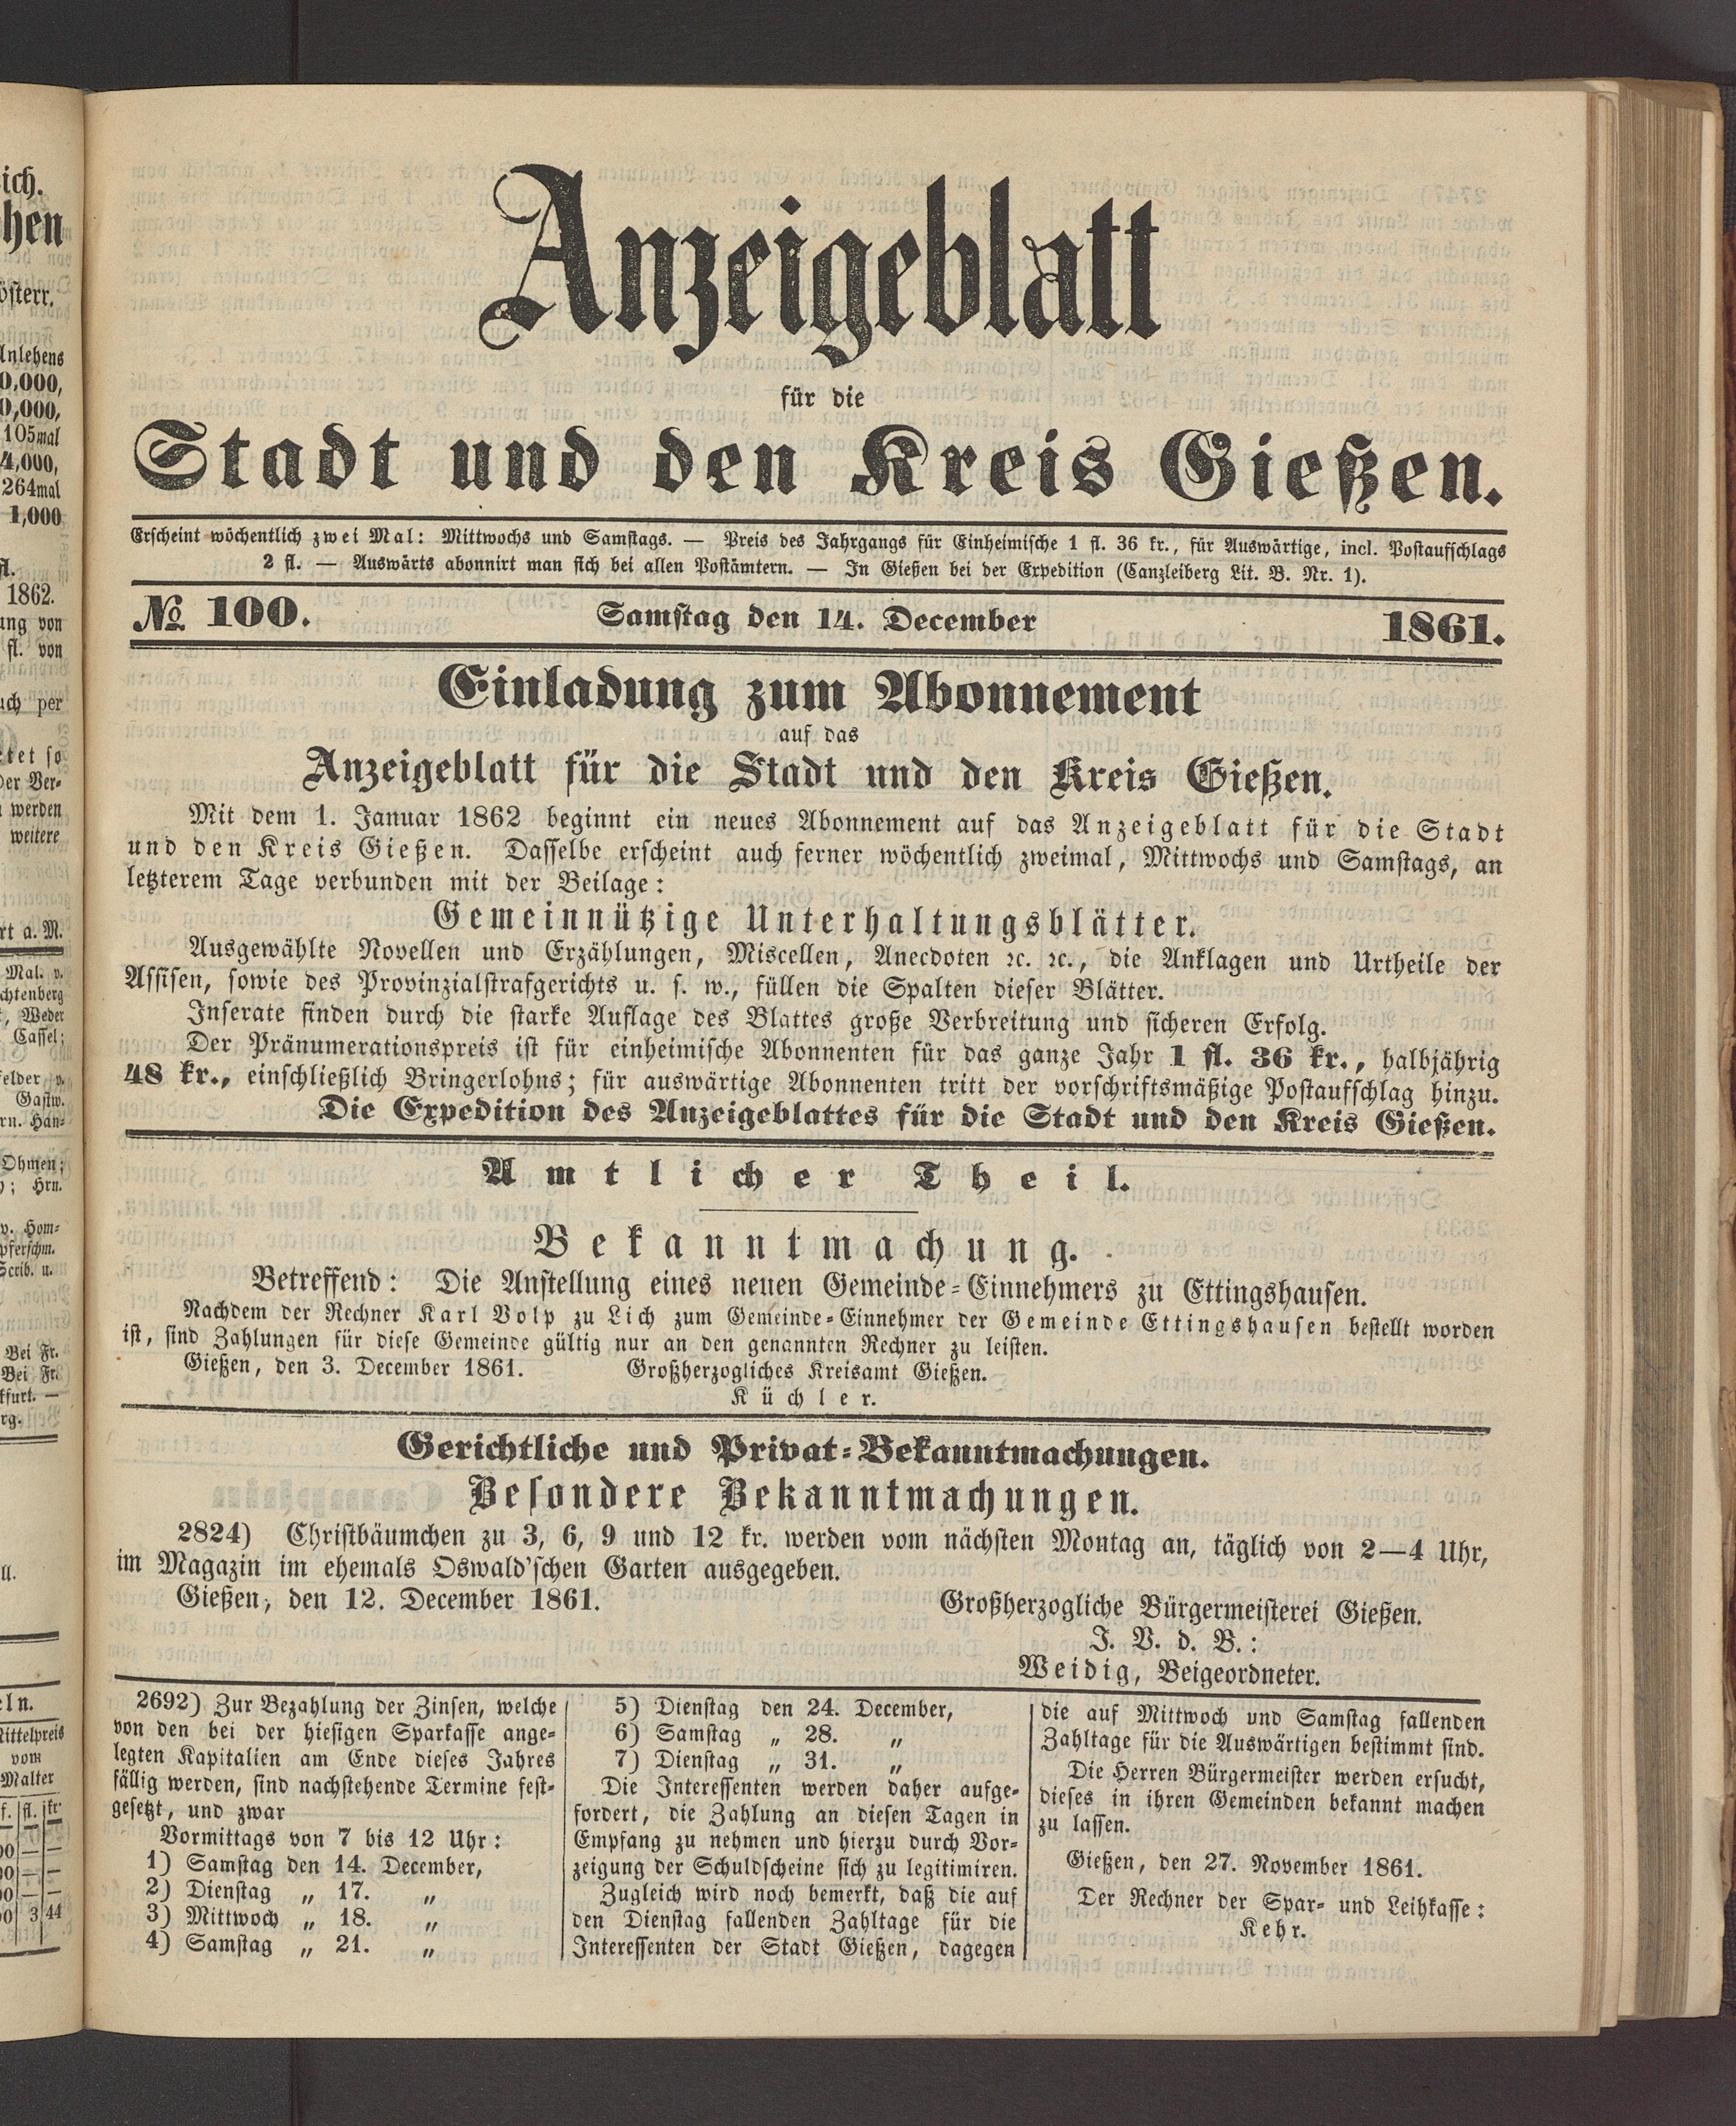 Anzeigeblatt
für die
Stadt und den Kreis Gießen.
Erscheint wöchentlich zwei Mal: Mittwochs und Samstags. — Preis des Jahrgangs für Einheimische 1 fl. 36 kr., für Auswärtige, incl. Postaufschlags
2 fl. — Auswärts abonnirt man sich bei allen Postämtern. — In Gießen bei der Expedition (Canzleiberg Lit. B. Nr. 1).
№ 100. Samstag den 14. December 1861.
Einladung zum Abonnement
auf das
Anzeigeblatt für die Stadt und den Kreis Gießen.
Mit dem 1. Januar 1862 beginnt ein neues Abonnement auf das Anzeigeblatt für die Stadt
und den Kreis Gießen. Dasselbe erscheint auch ferner wöchentlich zweimal, Mittwochs und Samstags, an
letzterem Tage verbunden mit der Beilage:
Gemeinnützige Unterhaltungsblätter.
Ausgewählte Novellen und Erzählungen, Miscellen, Anecdoten ꝛc. ꝛc., die Anklagen und Urtheile der
Assisen, sowie des Provinzialstrafgerichts u. s. w., füllen die Spalten dieser Blätter.
Inserate finden durch die starke Auflage des Blattes große Verbreitung und sicheren Erfolg.
Der Pränumerationspreis ist für einheimische Abonnenten für das ganze Jahr 1 fl. 36 kr., halbjährig
48 kr., einschließlich Bringerlohns; für auswärtige Abonnenten tritt der vorschriftsmäßige Postaufschlag hinzu.
Die Expedition des Anzeigeblattes für die Stadt und den Kreis Gießen.
Amtlicher Theil.
Bekanntmachung.
Betreffend: Die Anstellung eines neuen Gemeinde-Einnehmers zu Ettingshausen.
Nachdem der Rechner Karl Volp zu Lich zum Gemeinde-Einnehmer der Gemeinde Ettingshausen bestellt worden
ist, sind Zahlungen für diese Gemeinde gültig nur an den genannten Rechner zu leisten.
Gießen, den 3. December 1861. Großherzogliches Kreisamt Gießen.
Küchler.
Gerichtliche und Privat-Bekanntmachungen.
Besondere Bekanntmachungen.
2824) Christbäumchen zu 3, 6, 9 und 12 kr. werden vom nächsten Montag an, täglich von 2—4 Uhr,
im Magazin im ehemals Oswald'schen Garten ausgegeben.
Gießen, den 12. December 1861. Großherzogliche Bürgermeisterei Gießen.
J. V. d. B.:
Weidig, Beigeordneter.
2692) Zur Bezahlung der Zinsen, welche
von den bei der hiesigen Sparkasse ange-
legten Kapitalien am Ende dieses Jahres
fällig werden, sind nachstehende Termine fest-
gesetzt, und zwar
Vormittags von 7 bis 12 Uhr:
1) Samstag den 14. December,
2) Dienstag „ 17. „
3) Mittwoch „ 18. „
4) Samstag „ 21. „
5) Dienstag den 24. December,
6) Samstag „ 28. „
7) Dienstag „ 31. „
Die Interessenten werden daher aufge-
fordert, die Zahlung an diesen Tagen in
Empfang zu nehmen und hierzu durch Vor-
zeigung der Schuldscheine sich zu legitimiren.
Zugleich wird noch bemerkt, daß die auf
den Dienstag fallenden Zahltage für die
Interessenten der Stadt Gießen, dagegen
die auf Mittwoch und Samstag fallenden
Zahltage für die Auswärtigen bestimmt sind.
Die Herren Bürgermeister werden ersucht,
dieses in ihren Gemeinden bekannt machen
zu lassen.
Gießen, den 27. November 1861.
Der Rechner der Spar- und Leihkasse:
Kehr.